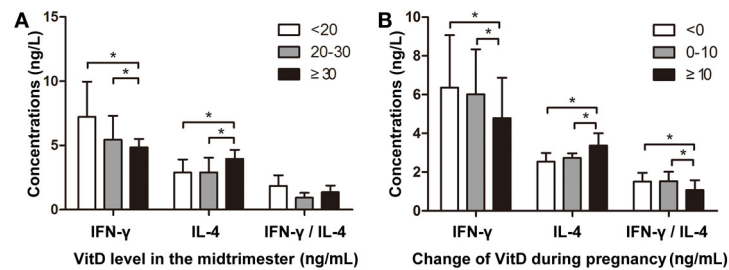 A
<20
20-30
≥30
Concentrations (ng/L)
15
10
5
0
* * * *
IFN-γ IL-4 IFN-γ / IL-4
VitD level in the midtrimester (ng/mL)
B
<0
0-10
≥10
Concentrations (ng/L)
10
8
6
4
2
0
* * * * * *
IFN-γ IL-4 IFN-γ / IL-4
Change of VitD during pregnancy (ng/mL)